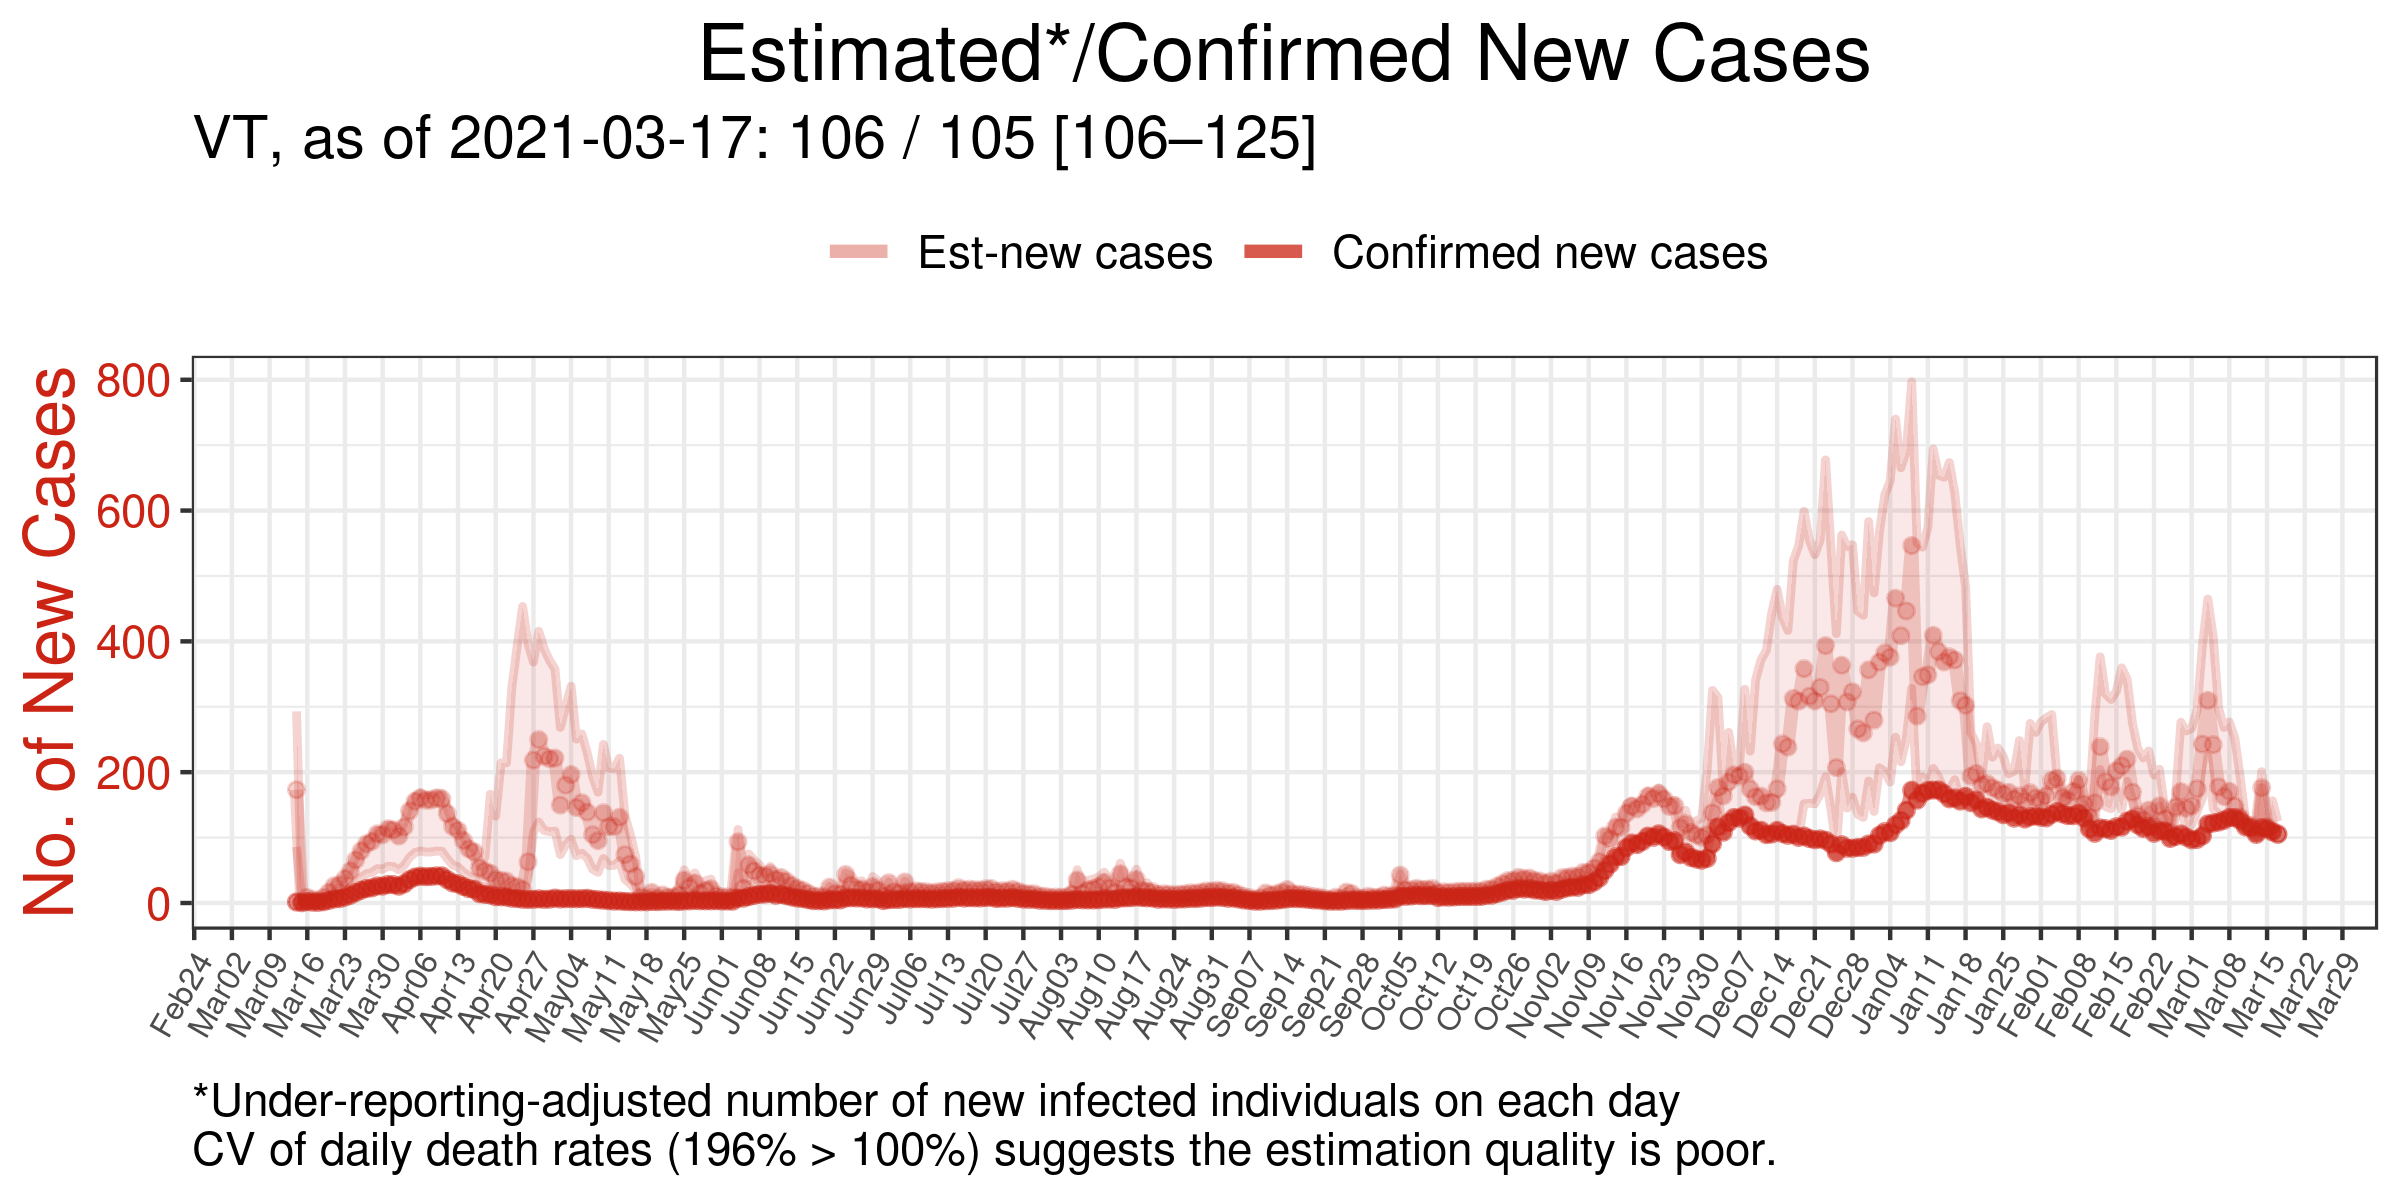 Estimated*/Confirmed New Cases
VT, as of 2021-03-17: 106 / 105 [106–125]
Est-new cases
Confirmed new cases
No. of New Cases
800
600
400
200
0
Feb24
Mar02
Mar09
Mar16
Mar23
Mar30
Apr06
Apr13
Apr20
Apr27
May04
May11
May18
May25
Jun01
Jun08
Jun15
Jun22
Jun29
Jul06
Jul13
Jul20
Jul27
Aug03
Aug10
Aug17
Aug24
Aug31
Sep07
Sep14
Sep21
Sep28
Oct05
Oct12
Oct19
Oct26
Nov02
Nov09
Nov16
Nov23
Nov30
Dec07
Dec14
Dec21
Dec28
Jan04
Jan11
Jan18
Jan25
Feb01
Feb08
Feb15
Feb22
Mar01
Mar08
Mar15
Mar22
Mar29
*Under-reporting-adjusted number of new infected individuals on each day
CV of daily death rates (196% > 100%) suggests the estimation quality is poor.